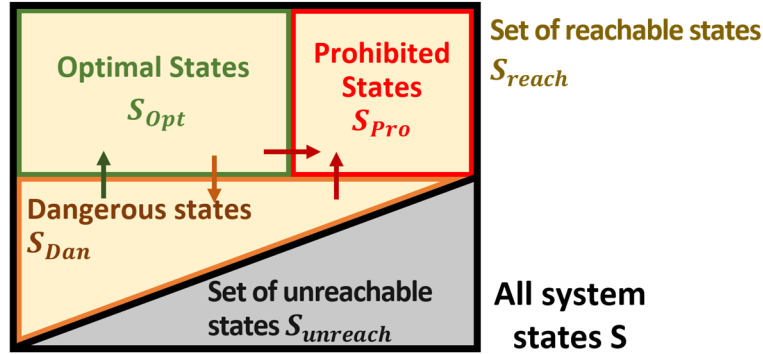 Optimal States
S_Opt
Prohibited
States
S_Pro
Set of reachable states
S_reach
Dangerous states
S_Dan
Set of unreachable
states S_unreach
All system
states S